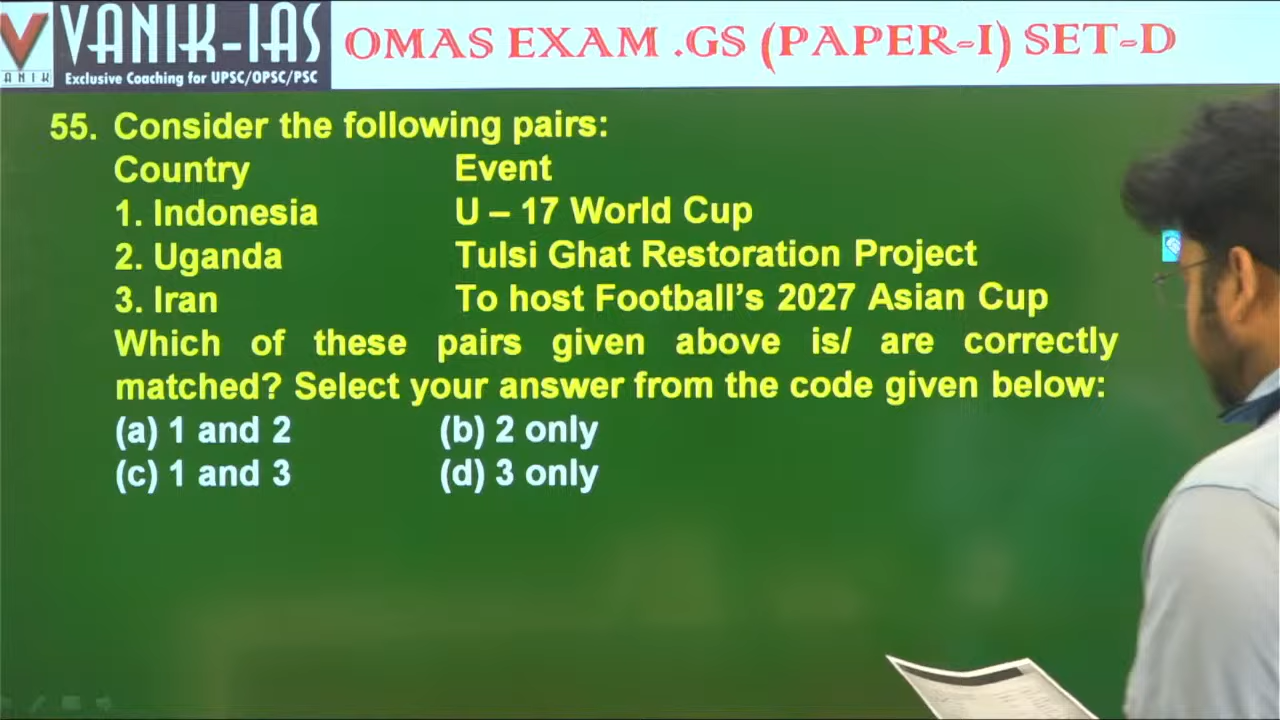 VANIK-IAS
VANIK
Exclusive Coaching for UPSC/OPSC/PSC
OMAS EXAM .GS (PAPER-I) SET-D
55. Consider the following pairs:
Country Event
1. Indonesia U – 17 World Cup
2. Uganda Tulsi Ghat Restoration Project
3. Iran To host Football’s 2027 Asian Cup
Which of these pairs given above is/ are correctly
matched? Select your answer from the code given below:
(a) 1 and 2 (b) 2 only
(c) 1 and 3 (d) 3 only